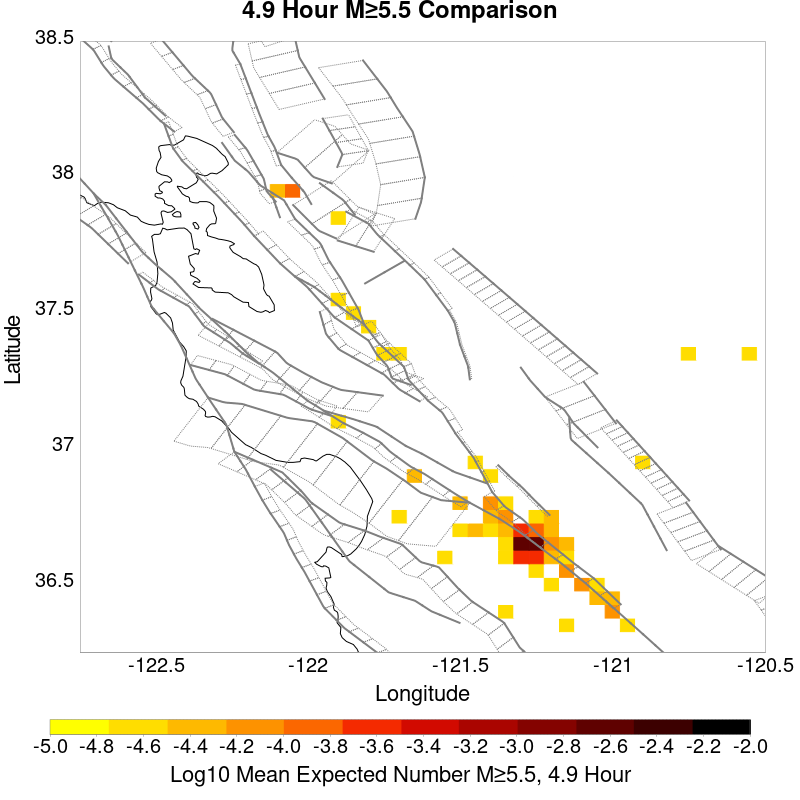 4.9 Hour M≥5.5 Comparison
38.5
38
37.5
37
36.5
Latitude
-122.5 -122 -121.5 -121 -120.5
Longitude
-5.0 -4.8 -4.6 -4.4 -4.2 -4.0 -3.8 -3.6 -3.4 -3.2 -3.0 -2.8 -2.6 -2.4 -2.2 -2.0
Log10 Mean Expected Number M≥5.5, 4.9 Hour